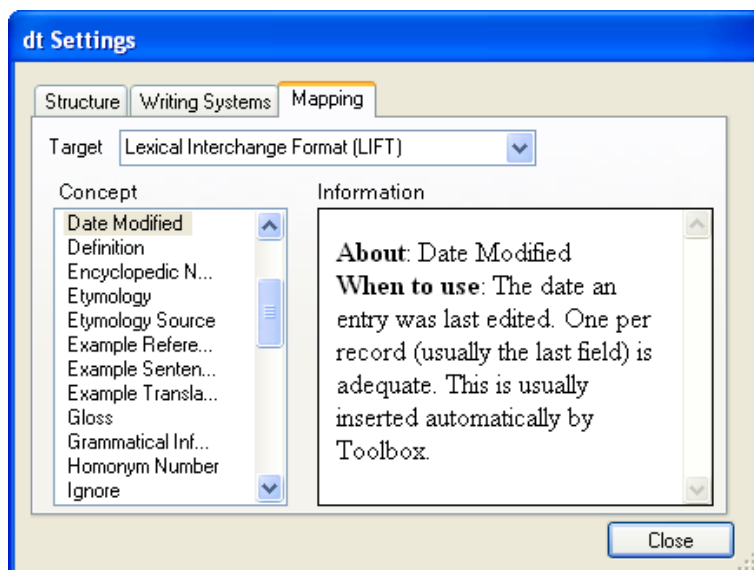 dt Settings
Structure Writing Systems Mapping
Target Lexical Interchange Format (LIFT)
Concept
Date Modified
Definition
Encyclopedic N...
Etymology
Etymology Source
Example Refere...
Example Senten...
Example Transla...
Gloss
Grammatical Inf...
Homonym Number
Ignore
Information
About: Date Modified
When to use: The date an
entry was last edited. One per
record (usually the last field) is
adequate. This is usually
inserted automatically by
Toolbox.
Close